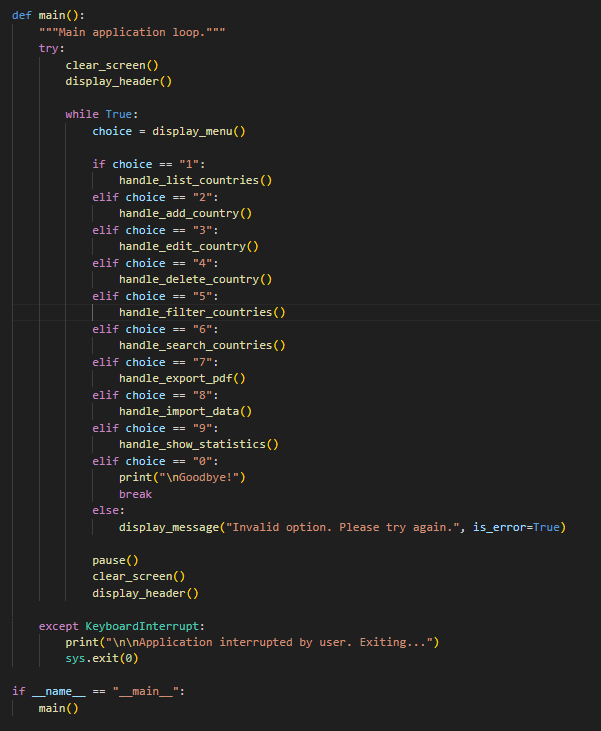 def main():
    """Main application loop."""
    try:
        clear_screen()
        display_header()

        while True:
            choice = display_menu()

            if choice == "1":
                handle_list_countries()
            elif choice == "2":
                handle_add_country()
            elif choice == "3":
                handle_edit_country()
            elif choice == "4":
                handle_delete_country()
            elif choice == "5":
                handle_filter_countries()
            elif choice == "6":
                handle_search_countries()
            elif choice == "7":
                handle_export_pdf()
            elif choice == "8":
                handle_import_data()
            elif choice == "9":
                handle_show_statistics()
            elif choice == "0":
                print("\nGoodbye!")
                break
            else:
                display_message("Invalid option. Please try again.", is_error=True)

            pause()
            clear_screen()
            display_header()

    except KeyboardInterrupt:
        print("\n\nApplication interrupted by user. Exiting...")
        sys.exit(0)

if __name__ == "__main__":
    main()